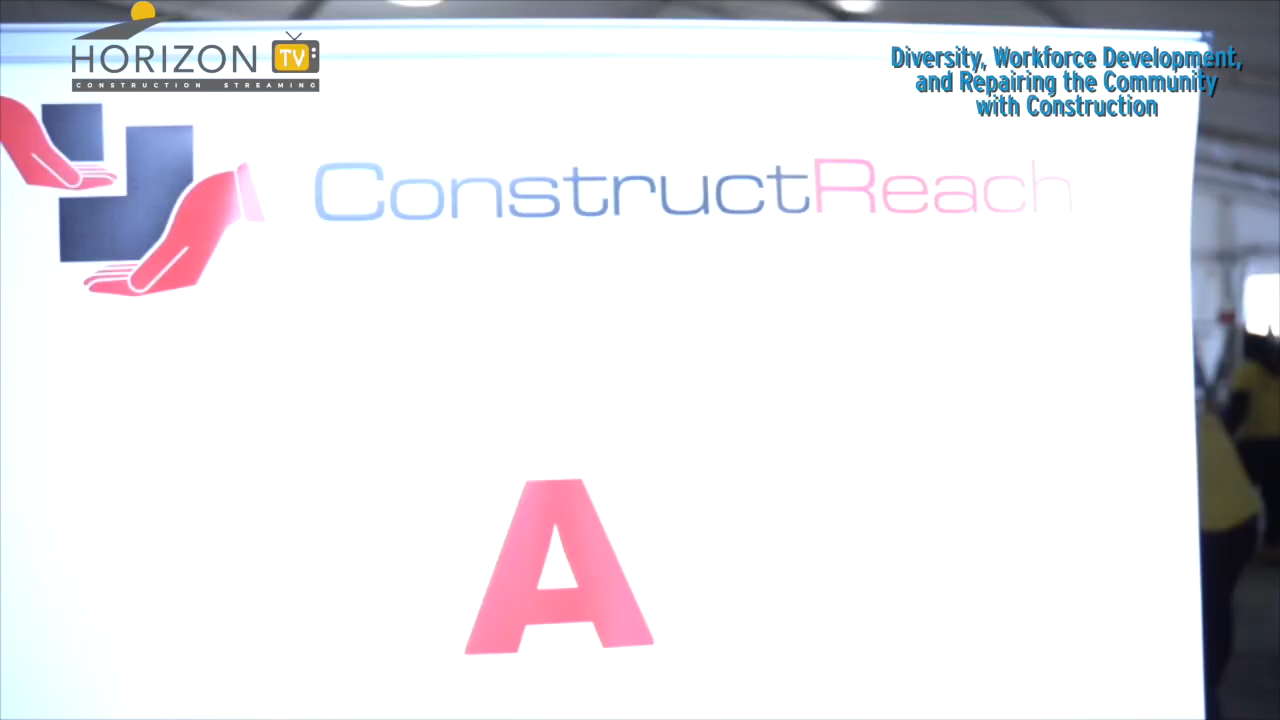 HORIZON TV
CONSTRUCTION STREAMING
Diversity, Workforce Development,
and Repairing the Community
with Construction
ConstructReach
A